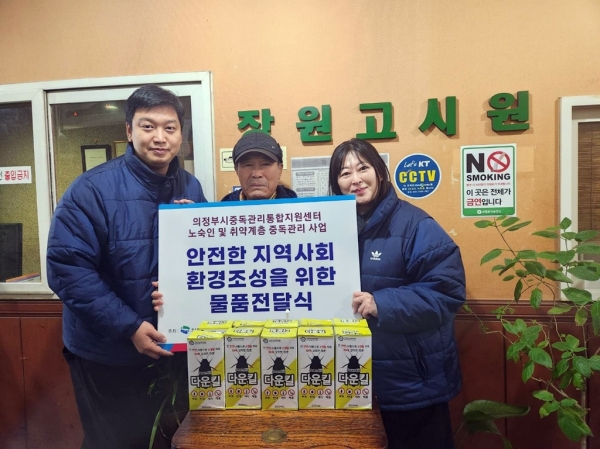 장원고시원
출입금지
Let's KT
CCTV
NO
SMOKING
이 곳은 전체가
금연입니다
의정부시중독관리통합지원센터
노숙인 및 취약계층 중독관리 사업
안전한 지역사회
환경조성을 위한
물품전달식
주최
다운킬
다운킬
다운킬
다운킬
다운킬